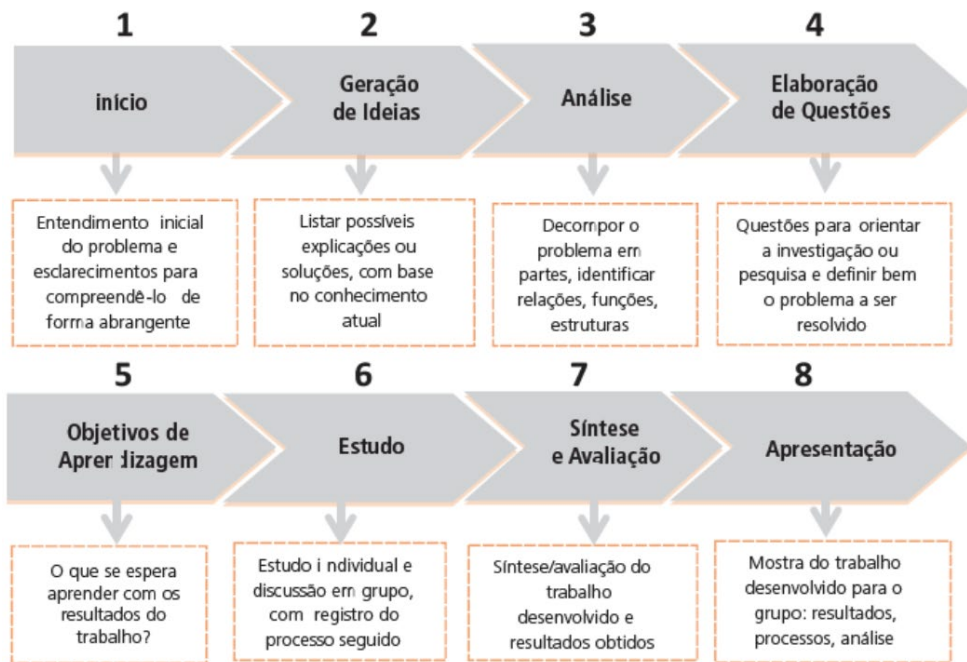 1
início
Entendimento inicial
do problema e
esclarecimentos para
compreendê-lo de
forma abrangente
2
Geração
de Ideias
Listar possíveis
explicações ou
soluções, com base
no conhecimento
atual
3
Análise
Decompor o
problema em
partes, identificar
relações, funções,
estruturas
4
Elaboração
de Questões
Questões para orientar
a investigação ou
pesquisa e definir bem
o problema a ser
resolvido
5
Objetivos de
Aprendizagem
O que se espera
aprender com os
resultados do
trabalho?
6
Estudo
Estudo i ndividual e
discussão em grupo,
com registro do
processo seguido
7
Síntese
e Avaliação
Síntese/avaliação do
trabalho
desenvolvido e
resultados obtidos
8
Apresentação
Mostra do trabalho
desenvolvido para o
grupo: resultados,
processos, análise